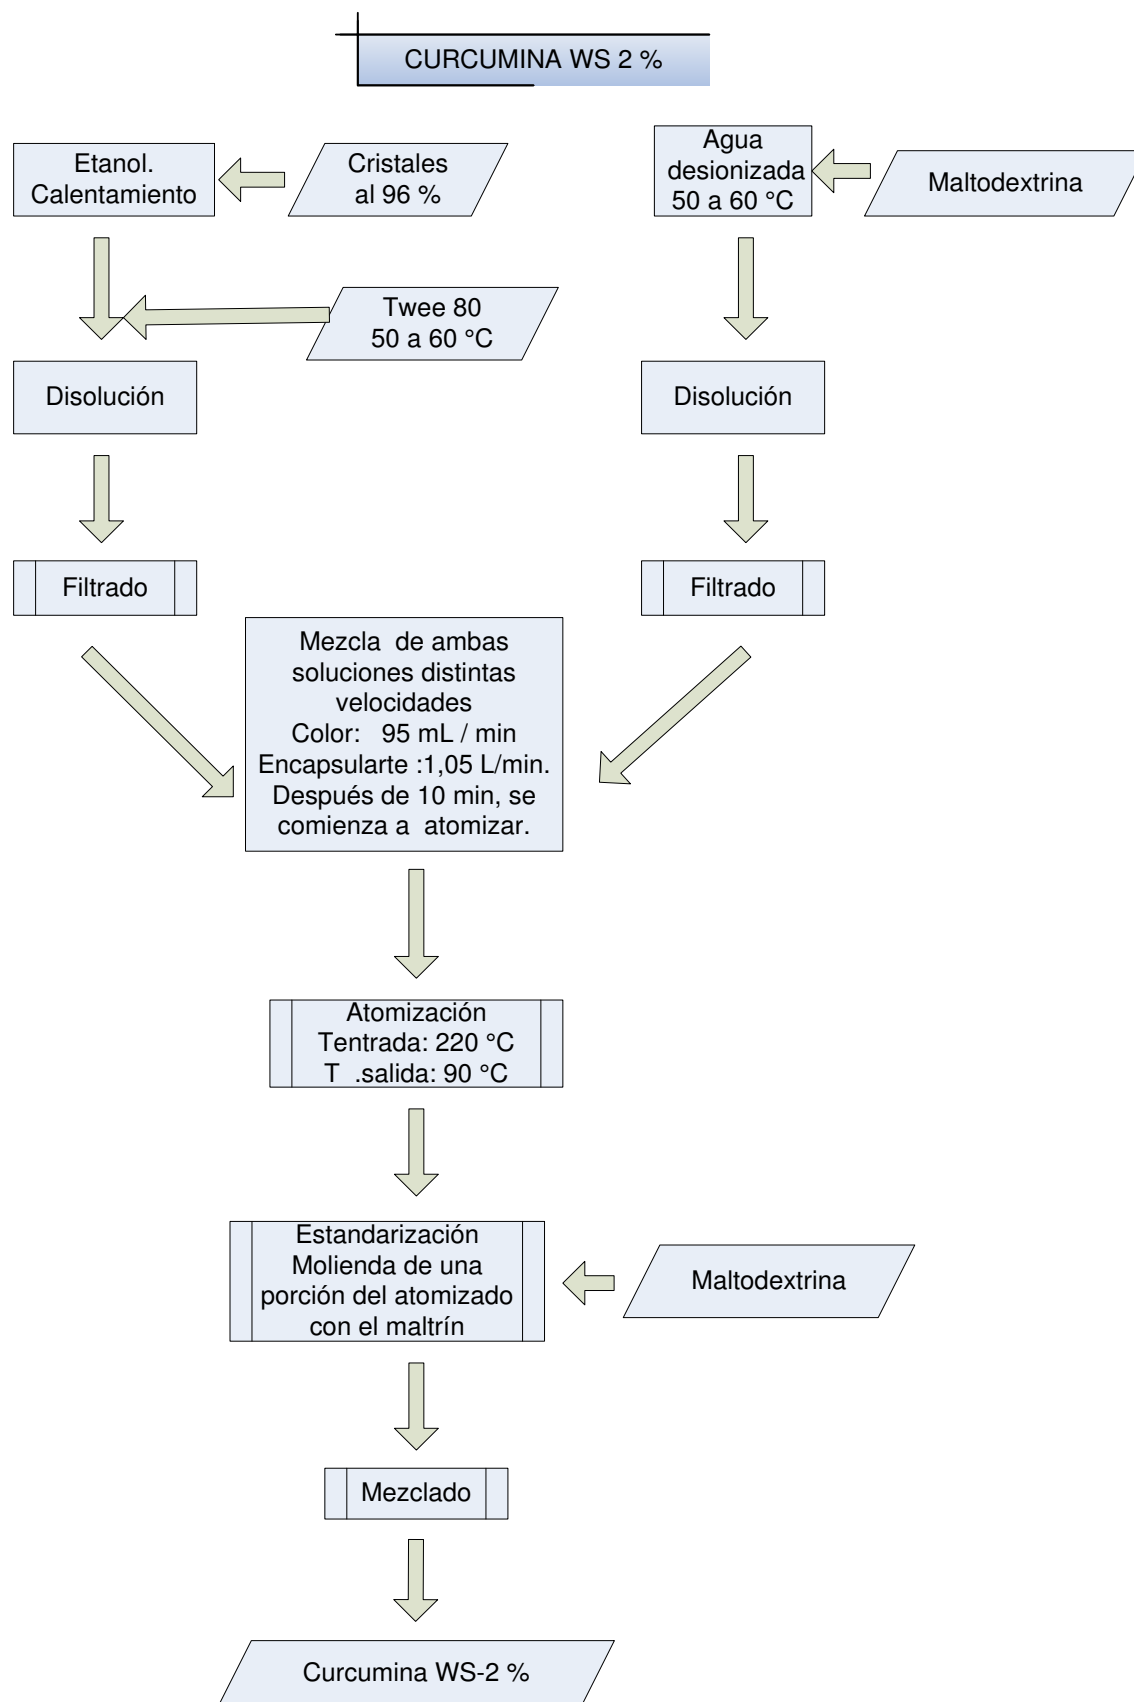 CURCUMINA WS 2 %
Etanol.
Calentamiento
Cristales
al 96 %
Agua
desionizada
50 a 60 °C
Maltodextrina
Twee 80
50 a 60 °C
Disolución
Disolución
Filtrado
Filtrado
Mezcla de ambas
soluciones distintas
velocidades
Color: 95 mL / min
Encapsularte :1,05 L/min.
Después de 10 min, se
comienza a atomizar.
Atomización
Tentrada: 220 °C
T .salida: 90 °C
Estandarización
Molienda de una
porción del atomizado
con el maltrín
Maltodextrina
Mezclado
Curcumina WS-2 %